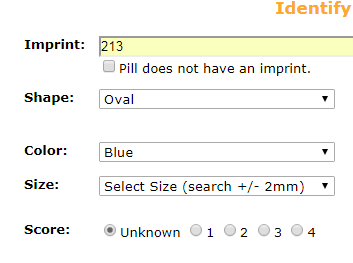 Identify
Imprint: 213
Pill does not have an imprint.
Shape: Oval
Color: Blue
Size: Select Size (search +/- 2mm)
Score: Unknown 1 2 3 4